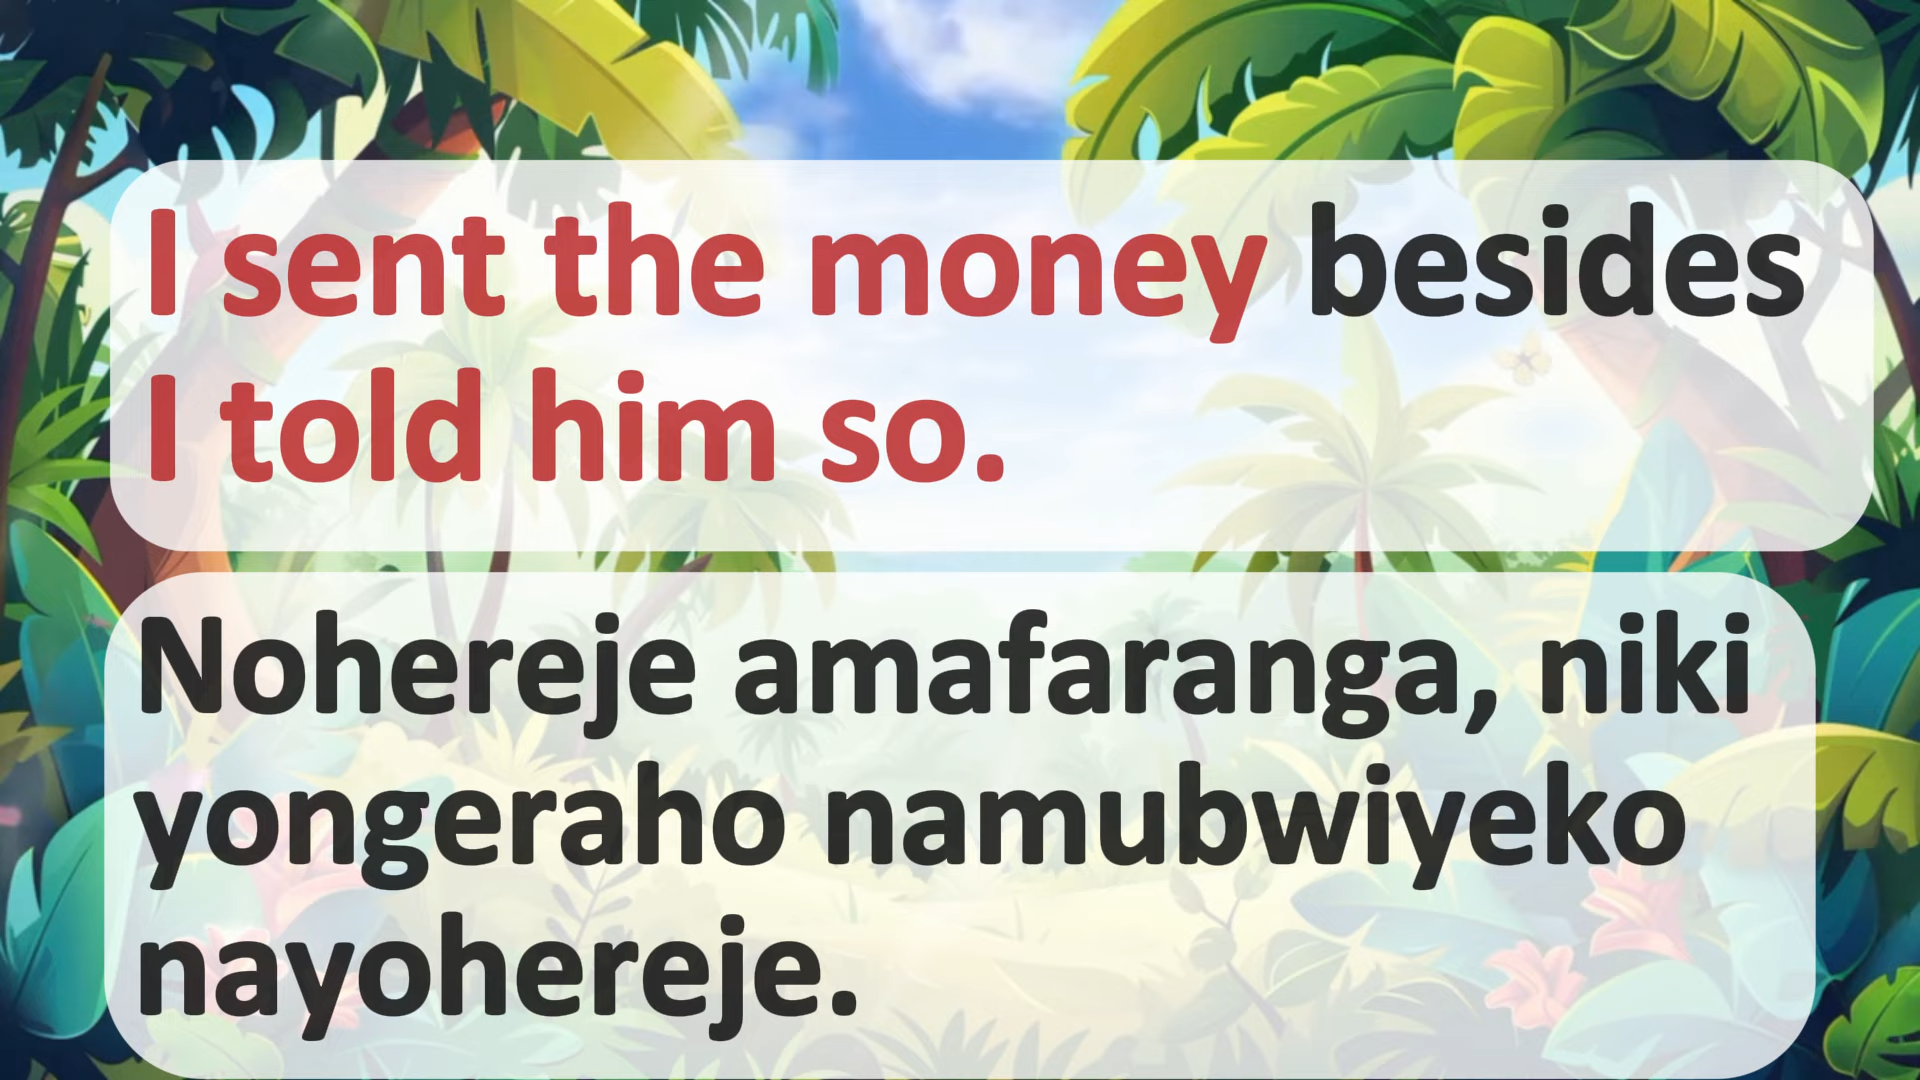 I sent the money besides
I told him so.
Nohereje amafaranga, niki
yongeraho namubwiyeko
nayohereje.